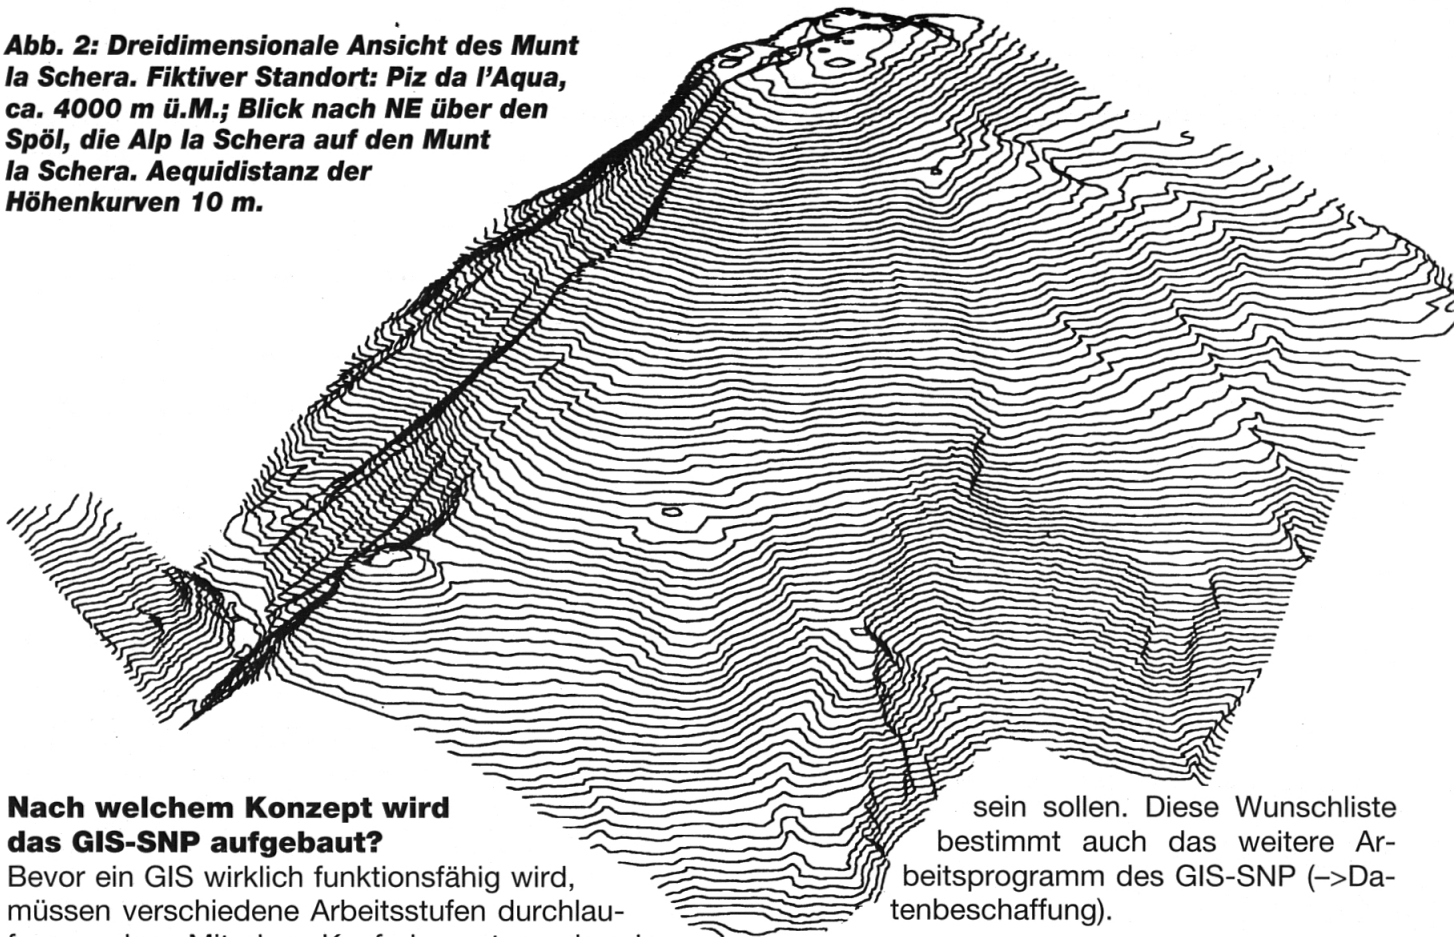 Abb. 2: Dreidimensionale Ansicht des Munt
la Schera. Fiktiver Standort: Piz da l'Aqua,
ca. 4000 m ü.M.; Blick nach NE über den
Spöl, die Alp la Schera auf den Munt
la Schera. Aequidistanz der
Höhenkurven 10 m.
Nach welchem Konzept wird
das GIS-SNP aufgebaut?
Bevor ein GIS wirklich funktionsfähig wird,
müssen verschiedene Arbeitsstufen durchlau-
sein sollen. Diese Wunschliste
bestimmt auch das weitere Ar-
beitsprogramm des GIS-SNP (–>Da-
tenbeschaffung).